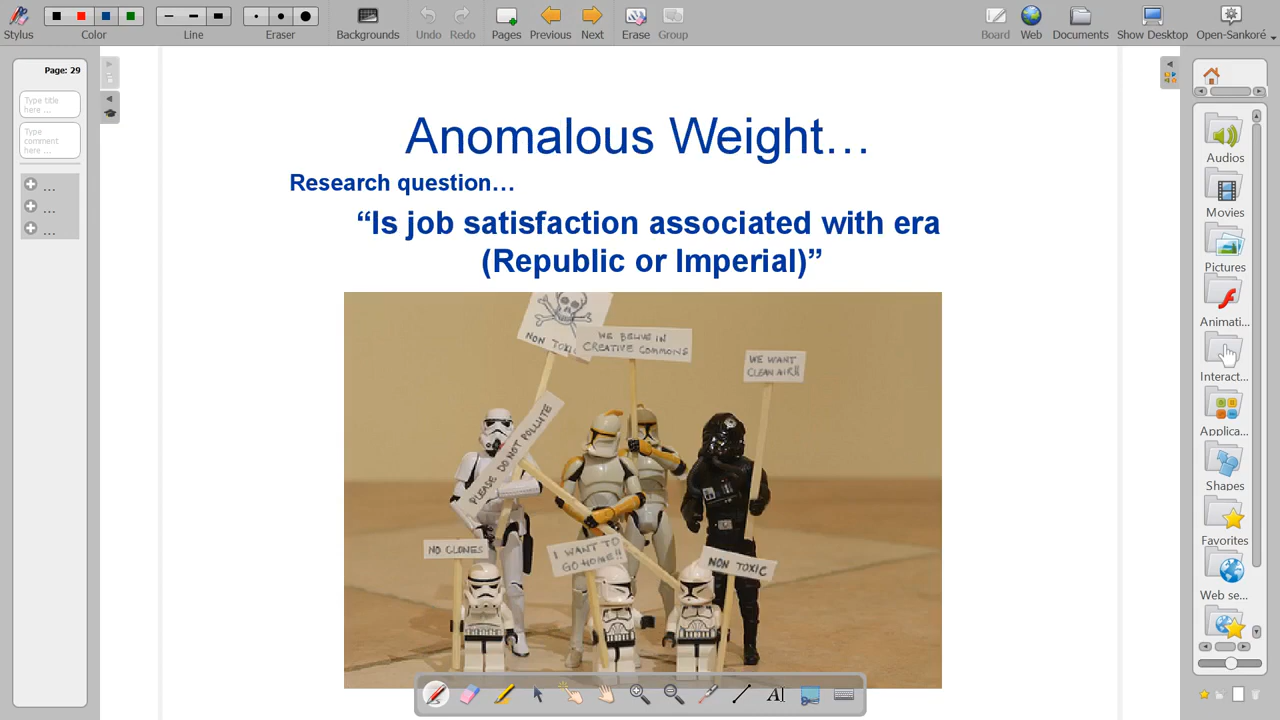 Stylus
Color
Line
Eraser
Backgrounds
Undo
Redo
Pages
Previous
Next
Erase
Group
Board
Web
Documents
Show Desktop
Open-Sankoré
Page: 29
Type title
here ...
Type
comment
here ...
...
...
...
Anomalous Weight…
Research question…
“Is job satisfaction associated with era
(Republic or Imperial)”
NON TOXIC
WE BELIVE IN
CREATIVE COMMONS
WE WANT
CLEAN AIR!!
PLEASE DO NOT POLLUTE
NO CLONES
I WANT TO
GO HOME!!
NON TOXIC
Audios
Movies
Pictures
Animati...
Interact...
Applica...
Shapes
Favorites
Web se...
AI